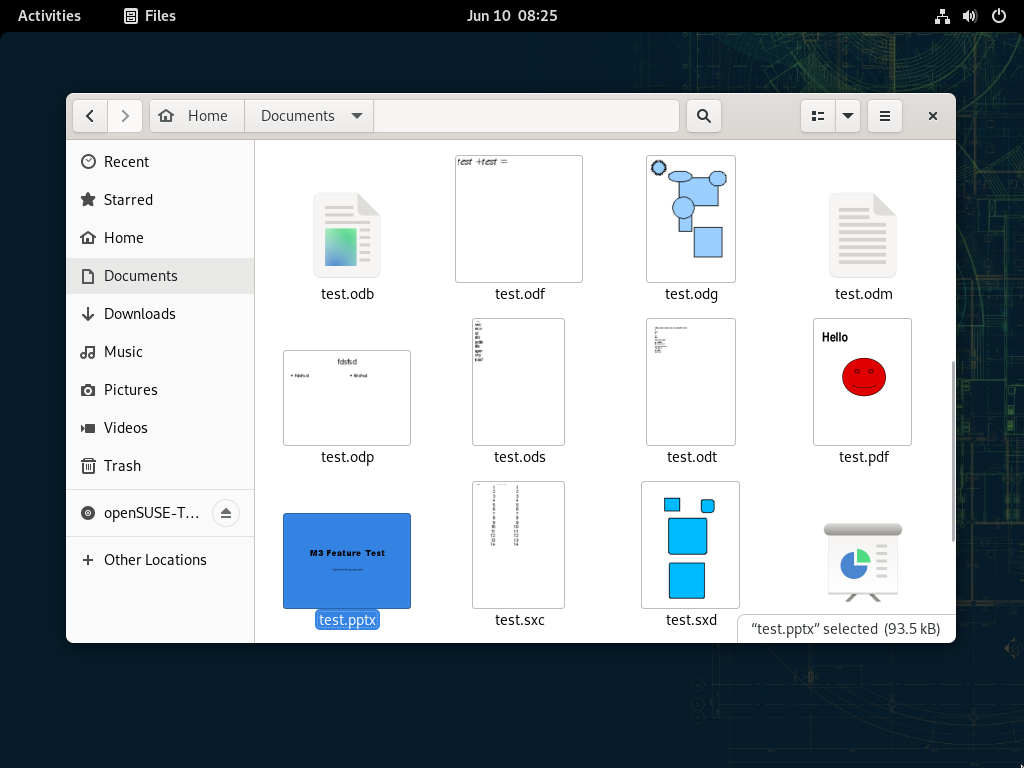 Activities
Files
Jun 10 08:25
Home
Documents
Recent
Starred
Home
Documents
Downloads
Music
Pictures
Videos
Trash
openSUSE-T…
Other Locations
test +test =
test.odb
test.odf
test.odg
test.odm
fdsfsd
Hello
test.odp
test.ods
test.odt
test.pdf
M3 Feature Test
test.pptx
test.sxc
test.sxd
“test.pptx” selected (93.5 kB)